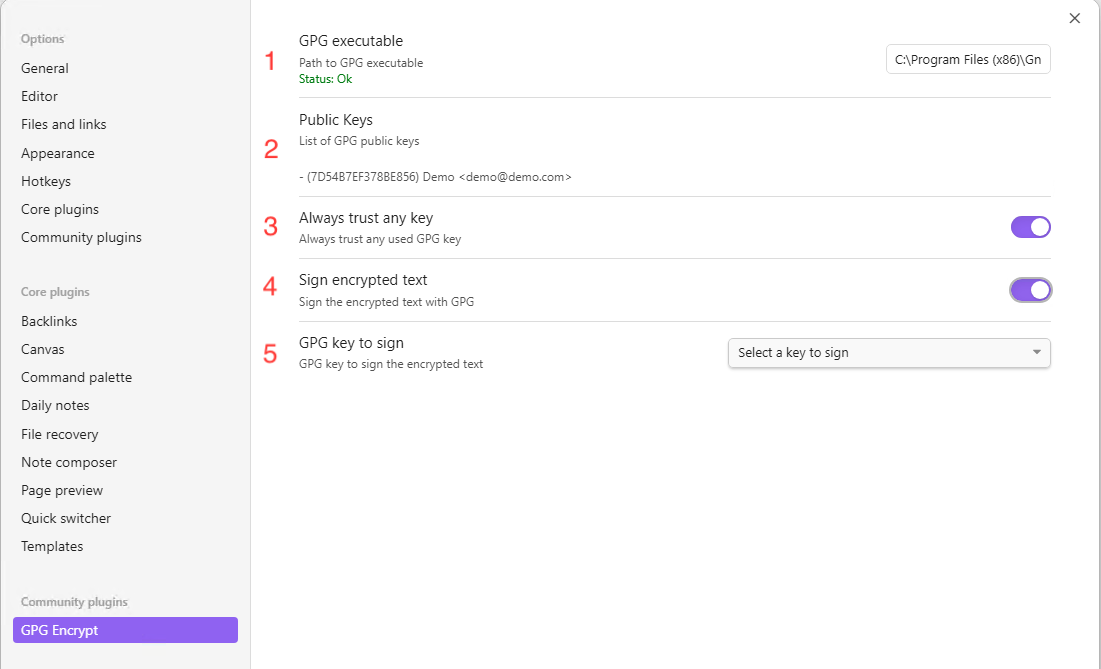 Options
General
Editor
Files and links
Appearance
Hotkeys
Core plugins
Community plugins
Core plugins
Backlinks
Canvas
Command palette
Daily notes
File recovery
Note composer
Page preview
Quick switcher
Templates
Community plugins
GPG Encrypt
1
GPG executable
Path to GPG executable
Status: Ok
C:\Program Files (x86)\Gn
2
Public Keys
List of GPG public keys
- (7D54B7EF378BE856) Demo <demo@demo.com>
3
Always trust any key
Always trust any used GPG key
4
Sign encrypted text
Sign the encrypted text with GPG
5
GPG key to sign
GPG key to sign the encrypted text
Select a key to sign